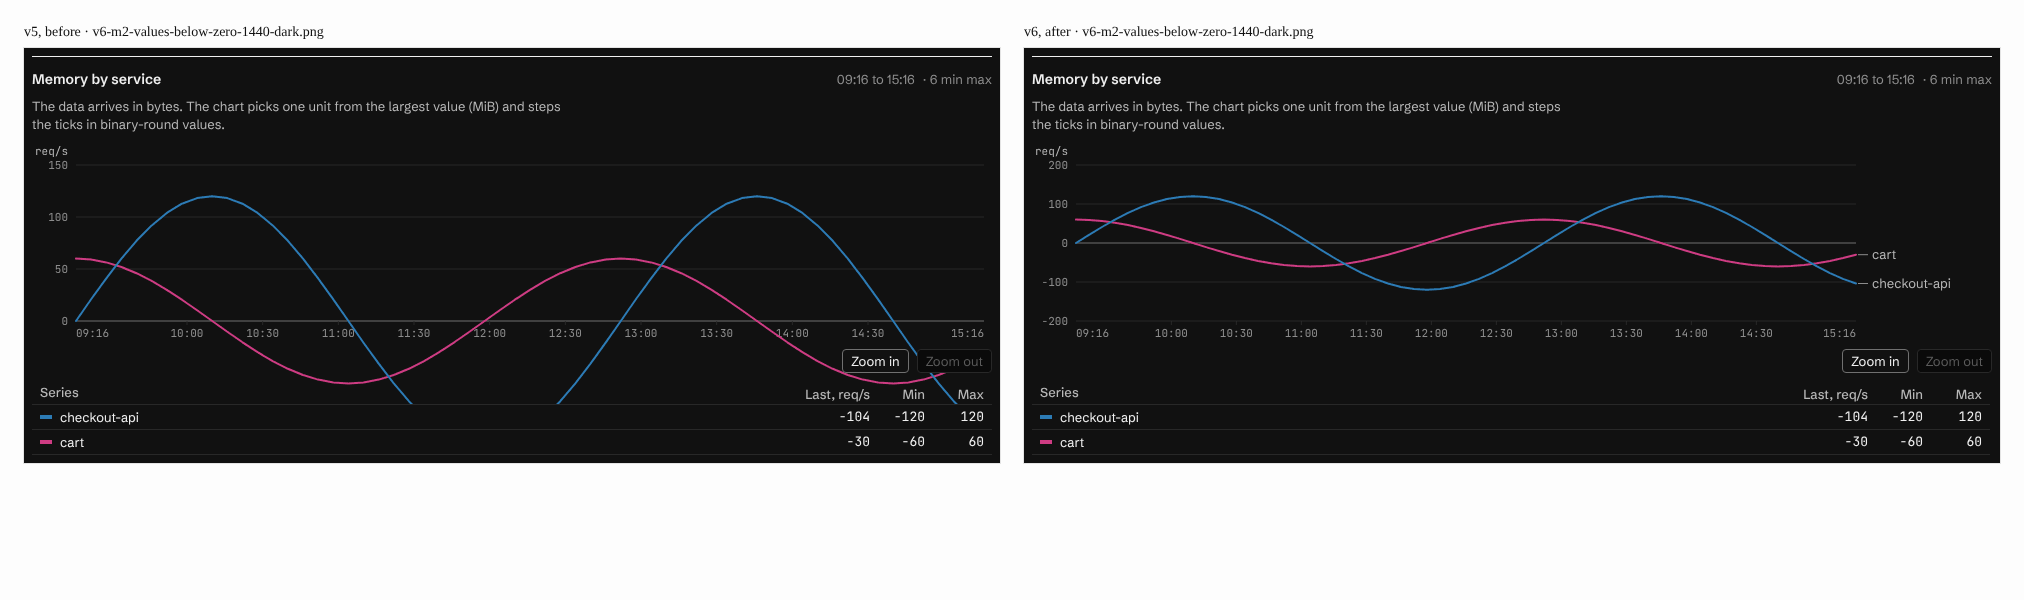 v5, before · v6-m2-values-below-zero-1440-dark.png
Memory by service
09:16 to 15:16 · 6 min max
The data arrives in bytes. The chart picks one unit from the largest value (MiB) and steps
the ticks in binary-round values.
req/s
150
100
50
0
09:16 10:00 10:30 11:00 11:30 12:00 12:30 13:00 13:30 14:00 14:30 15:16
Zoom in Zoom out
Series Last, req/s Min Max
checkout-api -104 -120 120
cart -30 -60 60
v6, after · v6-m2-values-below-zero-1440-dark.png
Memory by service
09:16 to 15:16 · 6 min max
The data arrives in bytes. The chart picks one unit from the largest value (MiB) and steps
the ticks in binary-round values.
req/s
200
100
0
-100
-200
cart
checkout-api
09:16 10:00 10:30 11:00 11:30 12:00 12:30 13:00 13:30 14:00 14:30 15:16
Zoom in Zoom out
Series Last, req/s Min Max
checkout-api -104 -120 120
cart -30 -60 60